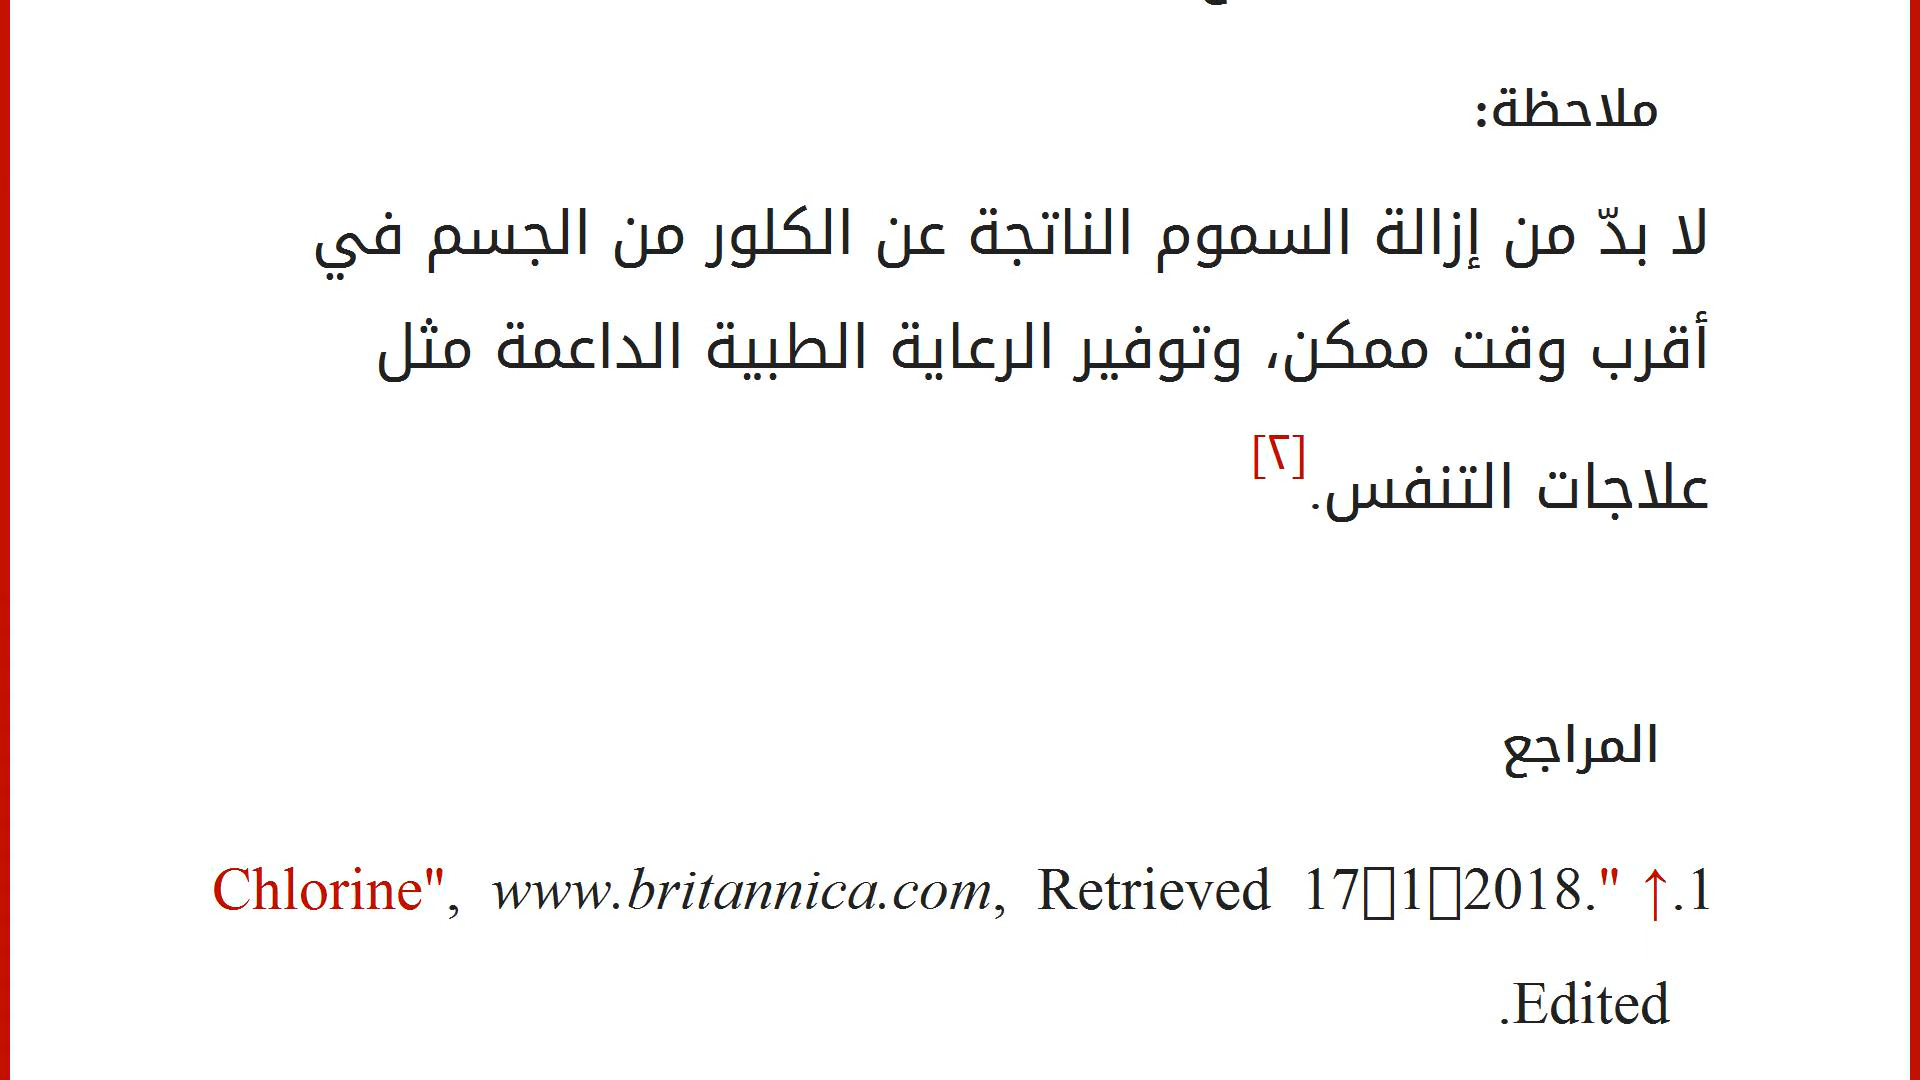 ملاحظة:
لا بدّ من إزالة السموم الناتجة عن الكلور من الجسم في
أقرب وقت ممكن، وتوفير الرعاية الطبية الداعمة مثل
علاجات التنفس.[٢]
المراجع
1. ↑ "Chlorine", www.britannica.com, Retrieved 17▯1▯2018.
Edited.